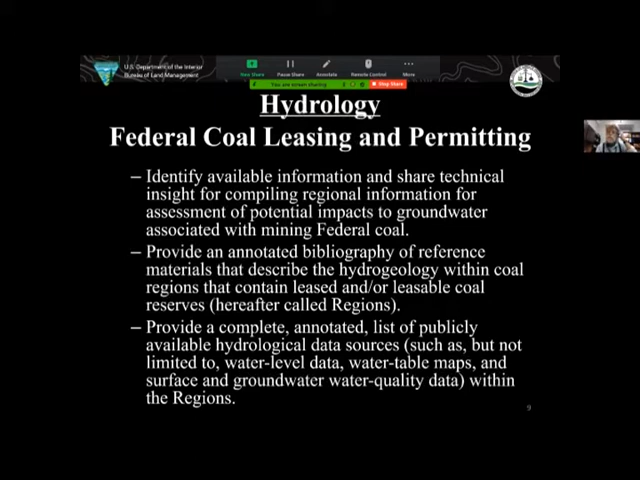 U.S. Department of the Interior
Bureau of Land Management
New Share
Pause Share
Annotate
Remote Control
More
You are screen sharing
Stop Share
Hydrology
Federal Coal Leasing and Permitting
– Identify available information and share technical
insight for compiling regional information for
assessment of potential impacts to groundwater
associated with mining Federal coal.
– Provide an annotated bibliography of reference
materials that describe the hydrogeology within coal
regions that contain leased and/or leasable coal
reserves (hereafter called Regions).
– Provide a complete, annotated, list of publicly
available hydrological data sources (such as, but not
limited to, water-level data, water-table maps, and
surface and groundwater water-quality data) within
the Regions.
9